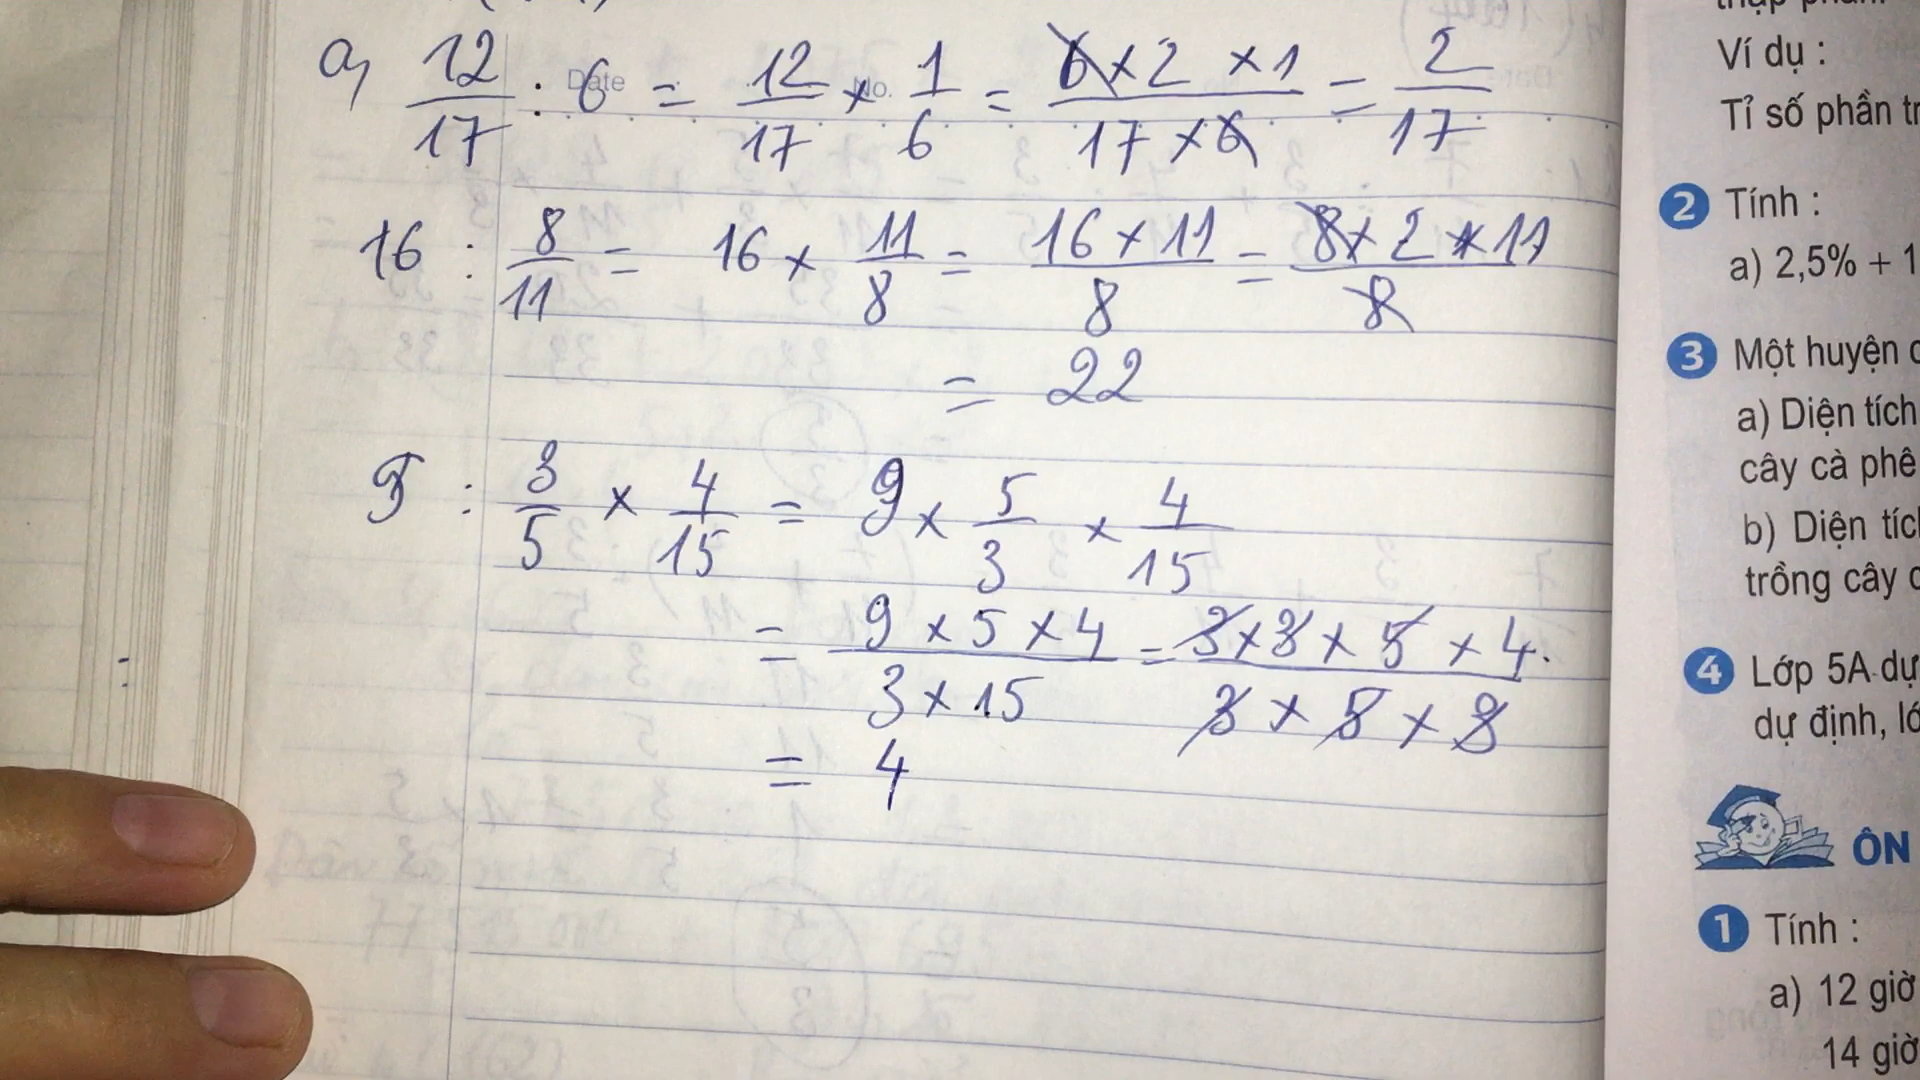 a, 12/17 : 6 = 12/17 × 1/6 = 6 × 2 × 1 / 17 × 6 = 2/17
Date No.
16 : 8/11 = 16 × 11/8 = 16 × 11 / 8 = 8 × 2 × 11 / 8
= 22
: 3/5 × 4/15 = 9 × 5/3 × 4/15
= 9 × 5 × 4 / 3 × 15 = 3 × 3 × 5 × 4 / 3 × 5 × 3
= 4
Ví dụ :
Tỉ số phần
2 Tính :
a) 2,5% + 1
3 Một huyện
a) Diện tích
cây cà phê
b) Diện
trồng cây
4 Lớp 5A dự
dự định,
ÔN
1 Tính :
a) 12 giờ
14 giờ